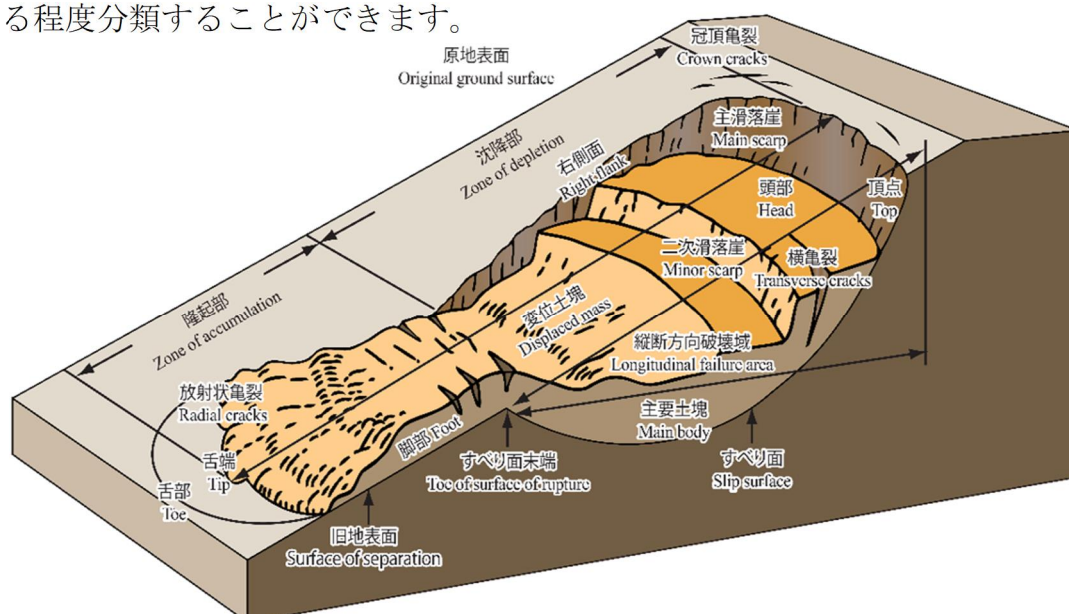 る程度分類することができます。
冠頂亀裂
Crown cracks
原地表面
Original ground surface
主滑落崖
Main scarp
沈降部
Zone of depletion
右側面
Right flank
頭部
Head
頂点
Top
二次滑落崖
Minor scarp
横亀裂
Transverse cracks
隆起部
Zone of accumulation
変位土塊
Displaced mass
縦断方向破壊域
Longitudinal failure area
放射状亀裂
Radial cracks
主要土塊
Main body
脚部 Foot
舌端
Tip
すべり面末端
Toe of surface of rupture
すべり面
Slip surface
舌部
Toe
旧地表面
Surface of separation